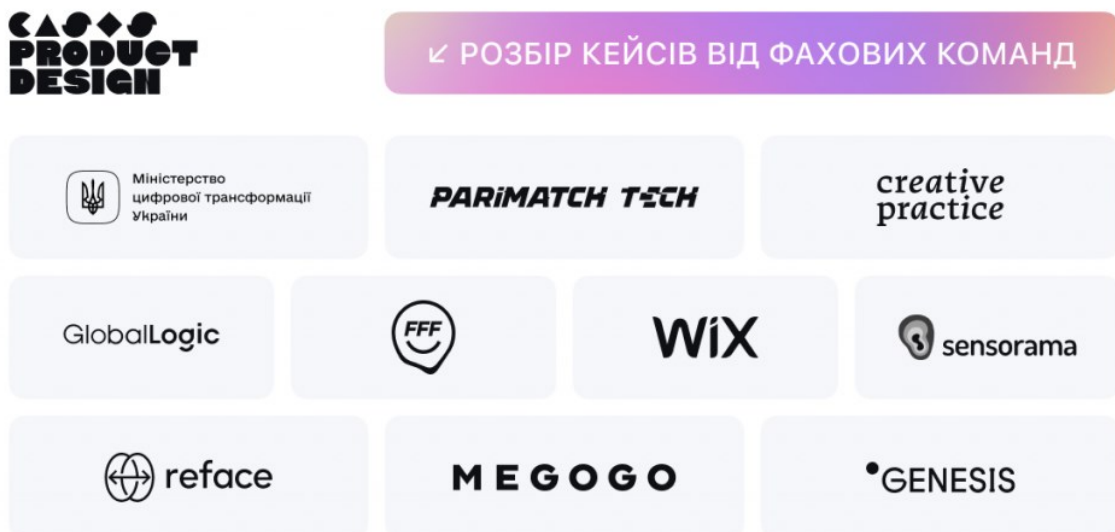 CASES
PRODUCT
DESIGN
↙ РОЗБІР КЕЙСІВ ВІД ФАХОВИХ КОМАНД
Міністерство
цифрової трансформації
України
PARIMATCH TECH
creative
practice
GlobalLogic
FFF
WiX
sensorama
reface
MEGOGO
GENESIS